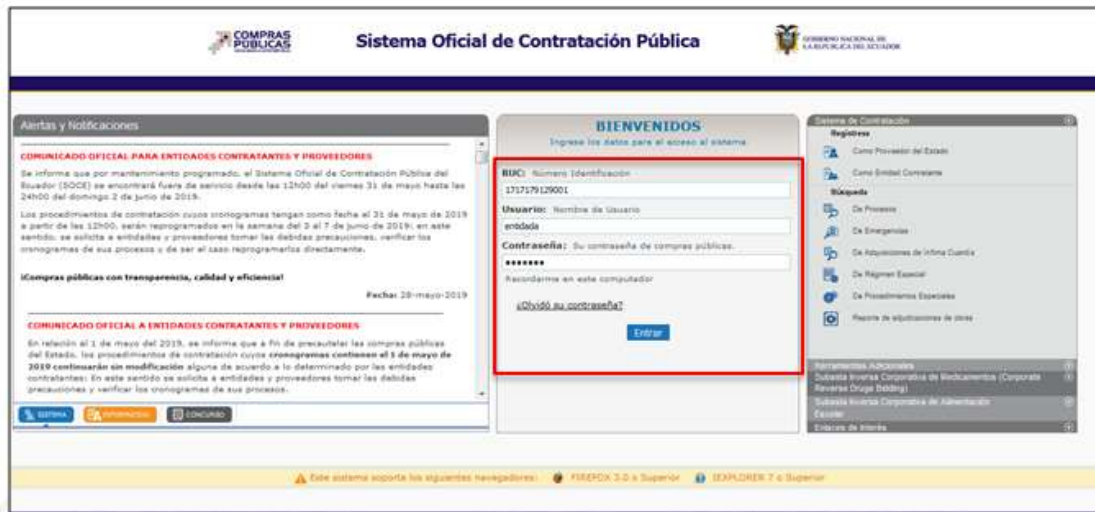 COMPRAS
PÚBLICAS
Sistema Oficial de Contratación Pública
GOBIERNO NACIONAL DE
LA REPÚBLICA DEL ECUADOR
Alertas y Notificaciones
COMUNICADO OFICIAL PARA ENTIDADES CONTRATANTES Y PROVEEDORES
Se informa que por mantenimiento programado, el Sistema Oficial de Contratación Pública del
Ecuador (SOCE) se encontrará fuera de servicio desde las 12h00 del viernes 31 de mayo hasta las
24h00 del domingo 2 de junio de 2019.
Los procedimientos de contratación cuyos cronogramas tengan como fecha el 31 de mayo de 2019
a partir de las 12h00, serán reprogramados en la semana del 3 al 7 de junio de 2019; en este
sentido, se solicita a entidades y proveedores tomar las debidas precauciones, verificar los
cronogramas de sus procesos y de ser el caso reprogramarlos directamente.
¡Compras públicas con transparencia, calidad y eficiencia!
Fecha: 28-mayo-2019
COMUNICADO OFICIAL A ENTIDADES CONTRATANTES Y PROVEEDORES
En relación al 1 de mayo del 2019, se informa que a fin de precautelar las compras públicas
del Estado, los procedimientos de contratación cuyos cronogramas contienen el 1 de mayo de
2019 continuarán sin modificación alguna de acuerdo a lo determinado por las entidades
contratantes; En este sentido se solicita a entidades y proveedores tomar las debidas
precauciones y verificar los cronogramas de sus procesos.
SISTEMA
INFORMATIVO
CONCURSO
BIENVENIDOS
Ingrese los datos para el acceso al sistema
RUC: Número Identificación
1717179129001
Usuario: Nombre de Usuario
entidada
Contraseña: Su contraseña de compras públicas.
•••••••
Recordarme en este computador
¿Olvidó su contraseña?
Entrar
Sistema de Contratación
Regístrese
Como Proveedor del Estado
Como Entidad Contratante
Búsqueda
De Procesos
De Emergencias
De Adquisiciones de Ínfima Cuantía
De Régimen Especial
De Procedimientos Especiales
Reporte de adjudicaciones de obras
Herramientas Adicionales
Subasta Inversa Corporativa de Medicamentos (Corporate
Reverse Drugs Bidding)
Subasta Inversa Corporativa de Alimentación
Escolar
Enlaces de Interés
Este sistema soporta los siguientes navegadores: FIREFOX 3.0 o Superior IEXPLORER 7 o Superior